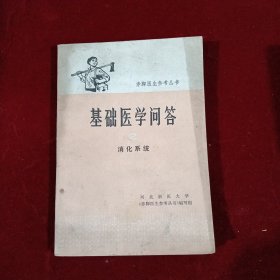 赤脚医生参考丛书
基础医学问答
消化系统
河北新医大学
《赤脚医生参考丛书》编写组